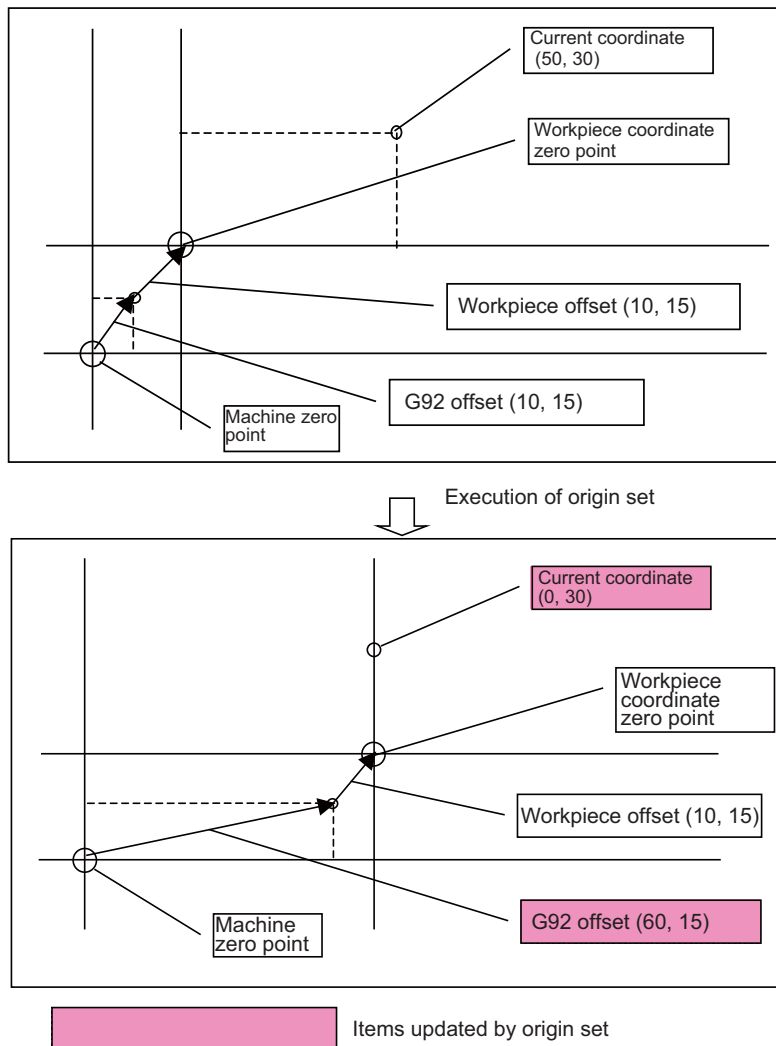 Current coordinate
(50, 30)
Workpiece coordinate
zero point
Workpiece offset (10, 15)
G92 offset (10, 15)
Machine zero
point
Execution of origin set
Current coordinate
(0, 30)
Workpiece
coordinate
zero point
Workpiece offset (10, 15)
G92 offset (60, 15)
Machine
zero point
Items updated by origin set